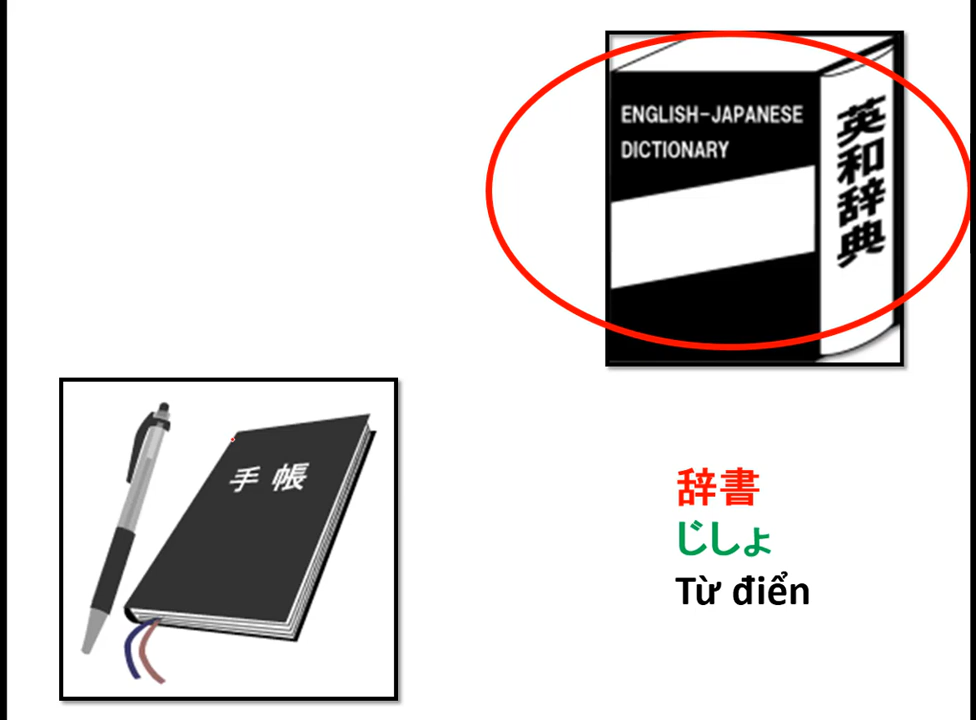 ENGLISH-JAPANESE
DICTIONARY
英和辞典
手帳
辞書
じしょ
Từ điển